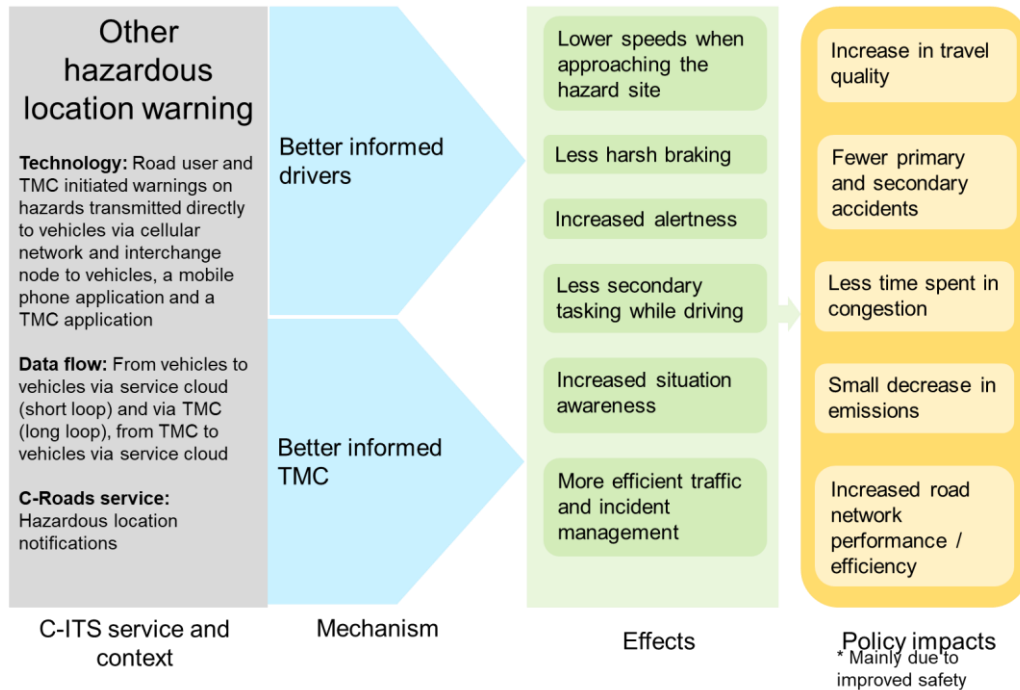 Other
hazardous
location warning
Technology: Road user and
TMC initiated warnings on
hazards transmitted directly
to vehicles via cellular
network and interchange
node to vehicles, a mobile
phone application and a
TMC application
Data flow: From vehicles to
vehicles via service cloud
(short loop) and via TMC
(long loop), from TMC to
vehicles via service cloud
C-Roads service:
Hazardous location
notifications
C-ITS service and
context
Better informed
drivers
Better informed
TMC
Mechanism
Lower speeds when
approaching the
hazard site
Less harsh braking
Increased alertness
Less secondary
tasking while driving
Increased situation
awareness
More efficient traffic
and incident
management
Effects
Increase in travel
quality
Fewer primary
and secondary
accidents
Less time spent in
congestion
Small decrease in
emissions
Increased road
network
performance /
efficiency
Policy impacts
* Mainly due to
improved safety